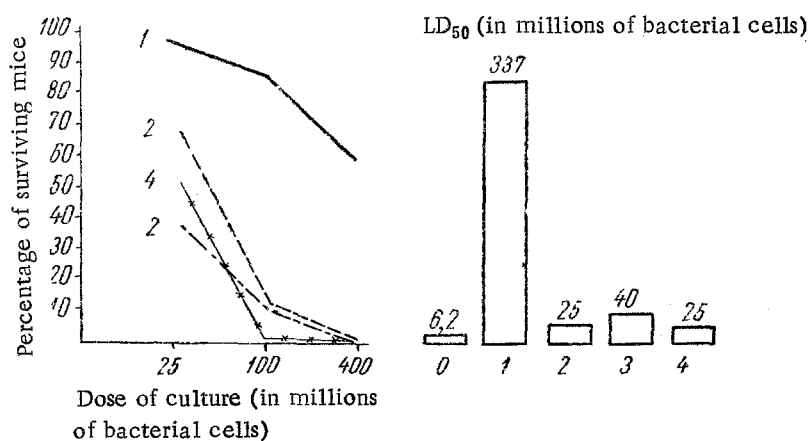 Percentage of surviving mice
100
90
80
70
60
50
40
30
20
10
1
2
4
2
25 100 400
Dose of culture (in millions
of bacterial cells)
LD50 (in millions of bacterial cells)
337
6,2 25 40 25
0 1 2 3 4